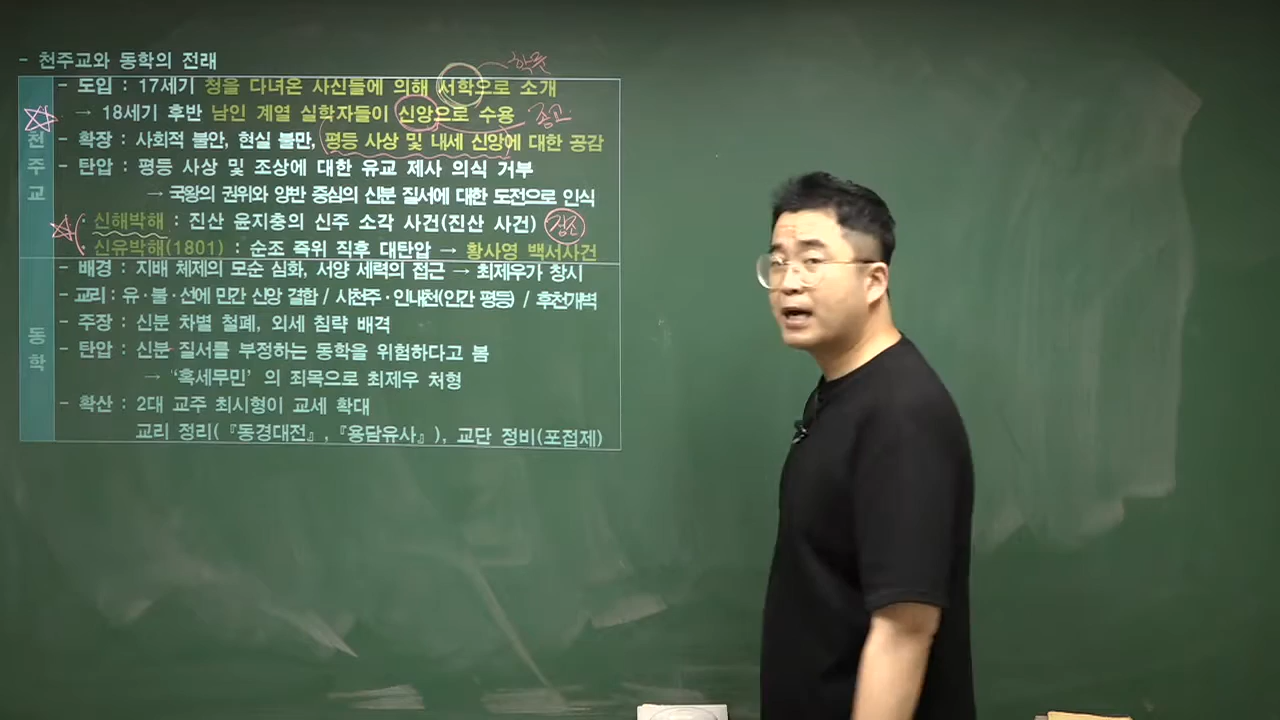 - 천주교와 동학의 전래
학문
천주교
- 도입 : 17세기 청을 다녀온 사신들에 의해 서학으로 소개
→ 18세기 후반 남인 계열 실학자들이 신앙으로 수용 종교
- 확장 : 사회적 불안, 현실 불만, 평등 사상 및 내세 신앙에 대한 공감
- 탄압 : 평등 사상 및 조상에 대한 유교 제사 의식 거부
→ 국왕의 권위와 양반 중심의 신분 질서에 대한 도전으로 인식
신해박해 : 진산 윤지충의 신주 소각 사건(진산 사건) 정조
신유박해(1801) : 순조 즉위 직후 대탄압 → 황사영 백서사건
동학
- 배경 : 지배 체제의 모순 심화, 서양 세력의 접근 → 최제우가 창시
- 교리 : 유·불·선에 민간 신앙 결합 / 시천주·인내천(인간 평등) / 후천개벽
- 주장 : 신분 차별 철폐, 외세 침략 배격
- 탄압 : 신분 질서를 부정하는 동학을 위험하다고 봄
→ ‘혹세무민’의 죄목으로 최제우 처형
- 확산 : 2대 교주 최시형이 교세 확대
교리 정리(『동경대전』, 『용담유사』), 교단 정비(포접제)